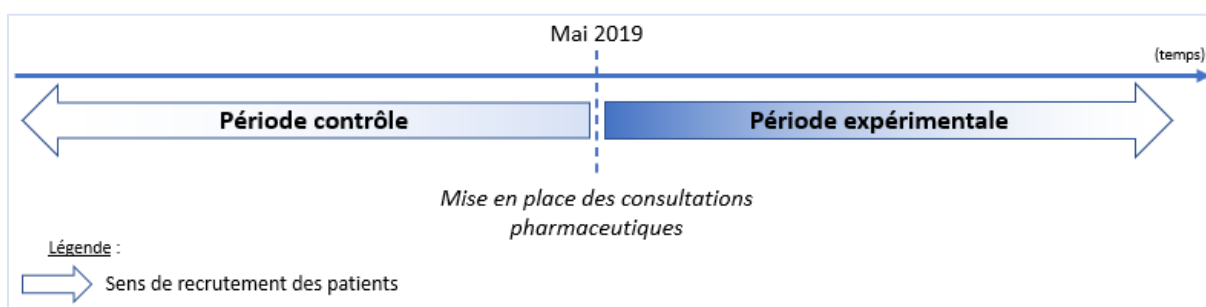 Mai 2019
(temps)
Période contrôle
Période expérimentale
Mise en place des consultations
pharmaceutiques
Légende :
Sens de recrutement des patients